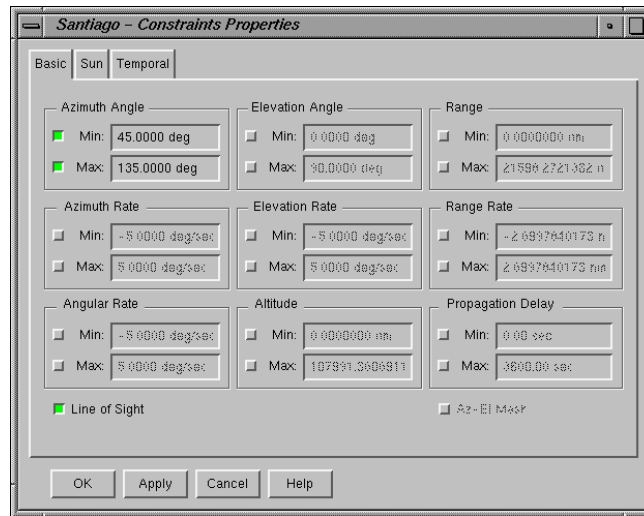 Santiago – Constraints Properties
Basic Sun Temporal
Azimuth Angle
Min: 45.0000 deg
Max: 135.0000 deg
Elevation Angle
Min: 0.0000 deg
Max: 90.0000 deg
Range
Min: 0.0000000 nm
Max:
Azimuth Rate
Min: -5.0000 deg/sec
Max: 5.0000 deg/sec
Elevation Rate
Min: -5.0000 deg/sec
Max: 5.0000 deg/sec
Range Rate
Min:
Max:
Angular Rate
Min: -5.0000 deg/sec
Max: 5.0000 deg/sec
Altitude
Min: 0.0000000 nm
Max:
Propagation Delay
Min: 0.00 sec
Max: 3600.00 sec
Line of Sight
Az-El Mask
OK Apply Cancel Help